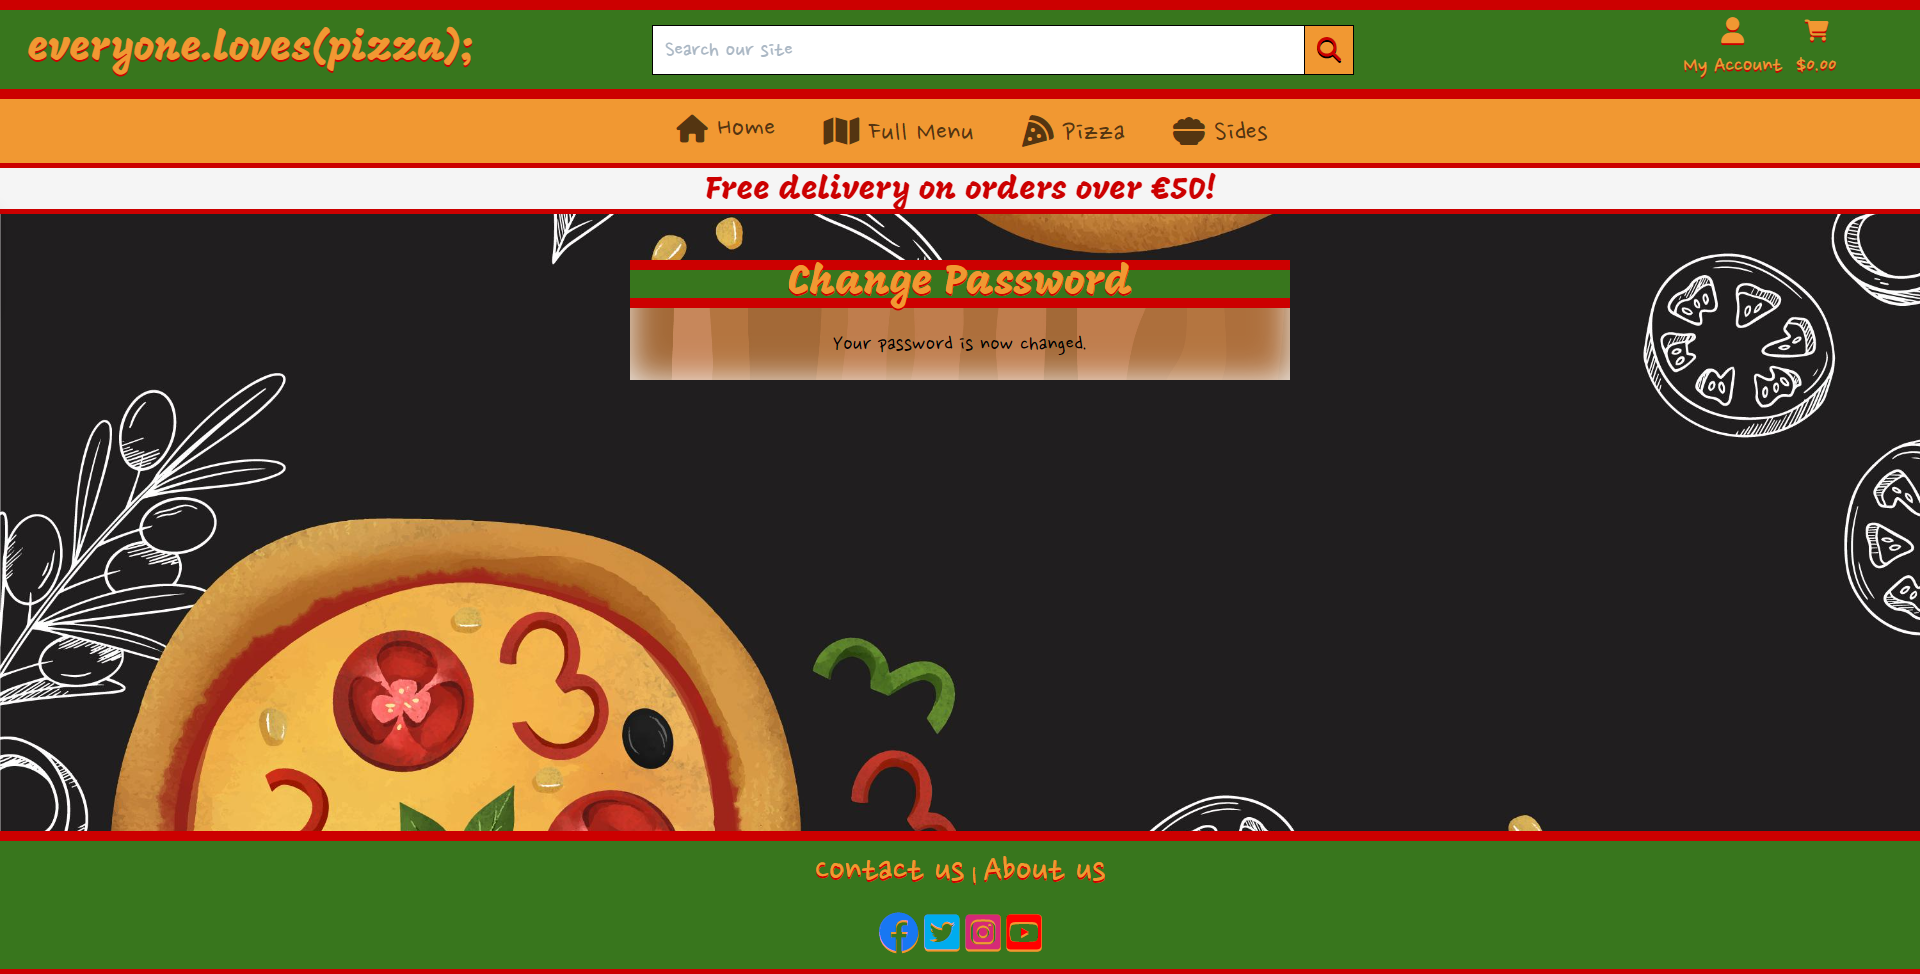 everyone.loves(pizza);
Search our site
My Account $0.00
Home Full Menu Pizza Sides
Free delivery on orders over €50!
Change Password
Your password is now changed.
Contact us | About us